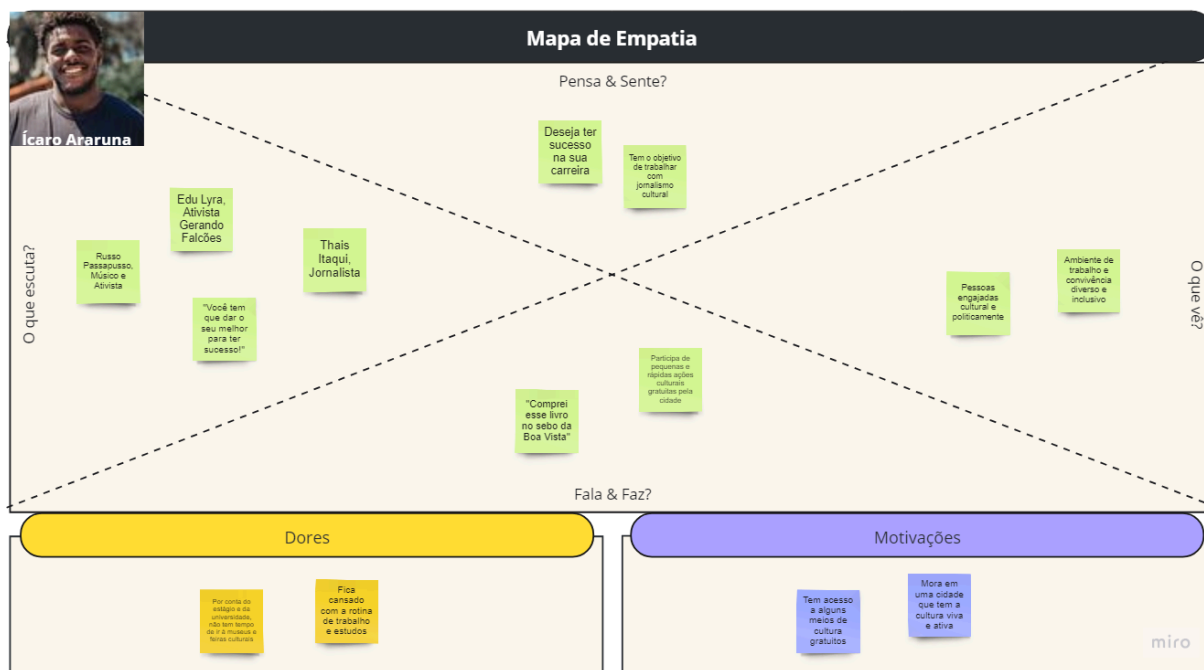 Mapa de Empatia
Ícaro Araruna
Pensa & Sente?
Deseja ter
sucesso
na sua
carreira
Tem o objetivo
de trabalhar
com
jornalismo
cultural
O que escuta?
Edu Lyra,
Ativista
Gerando
Falcões
Russo
Passapusso,
Músico e
Ativista
Thais
Itaqui,
Jornalista
"Você tem
que dar o
seu melhor
para ter
sucesso!"
O que vê?
Pessoas
engajadas
cultural e
politicamente
Ambiente de
trabalho e
convivência
diverso e
inclusivo
Participa de
pequenas e
rápidas ações
culturais
gratuitas pela
cidade
"Comprei
esse livro
no sebo da
Boa Vista"
Fala & Faz?
Dores
Por conta do
estágio e da
universidade,
não tem tempo
de ir à museus e
feiras culturais
Fica
cansado
com a rotina
de trabalho
e estudos
Motivações
Tem acesso
a alguns
meios de
cultura
gratuitos
Mora em
uma cidade
que tem a
cultura viva
e ativa
miro